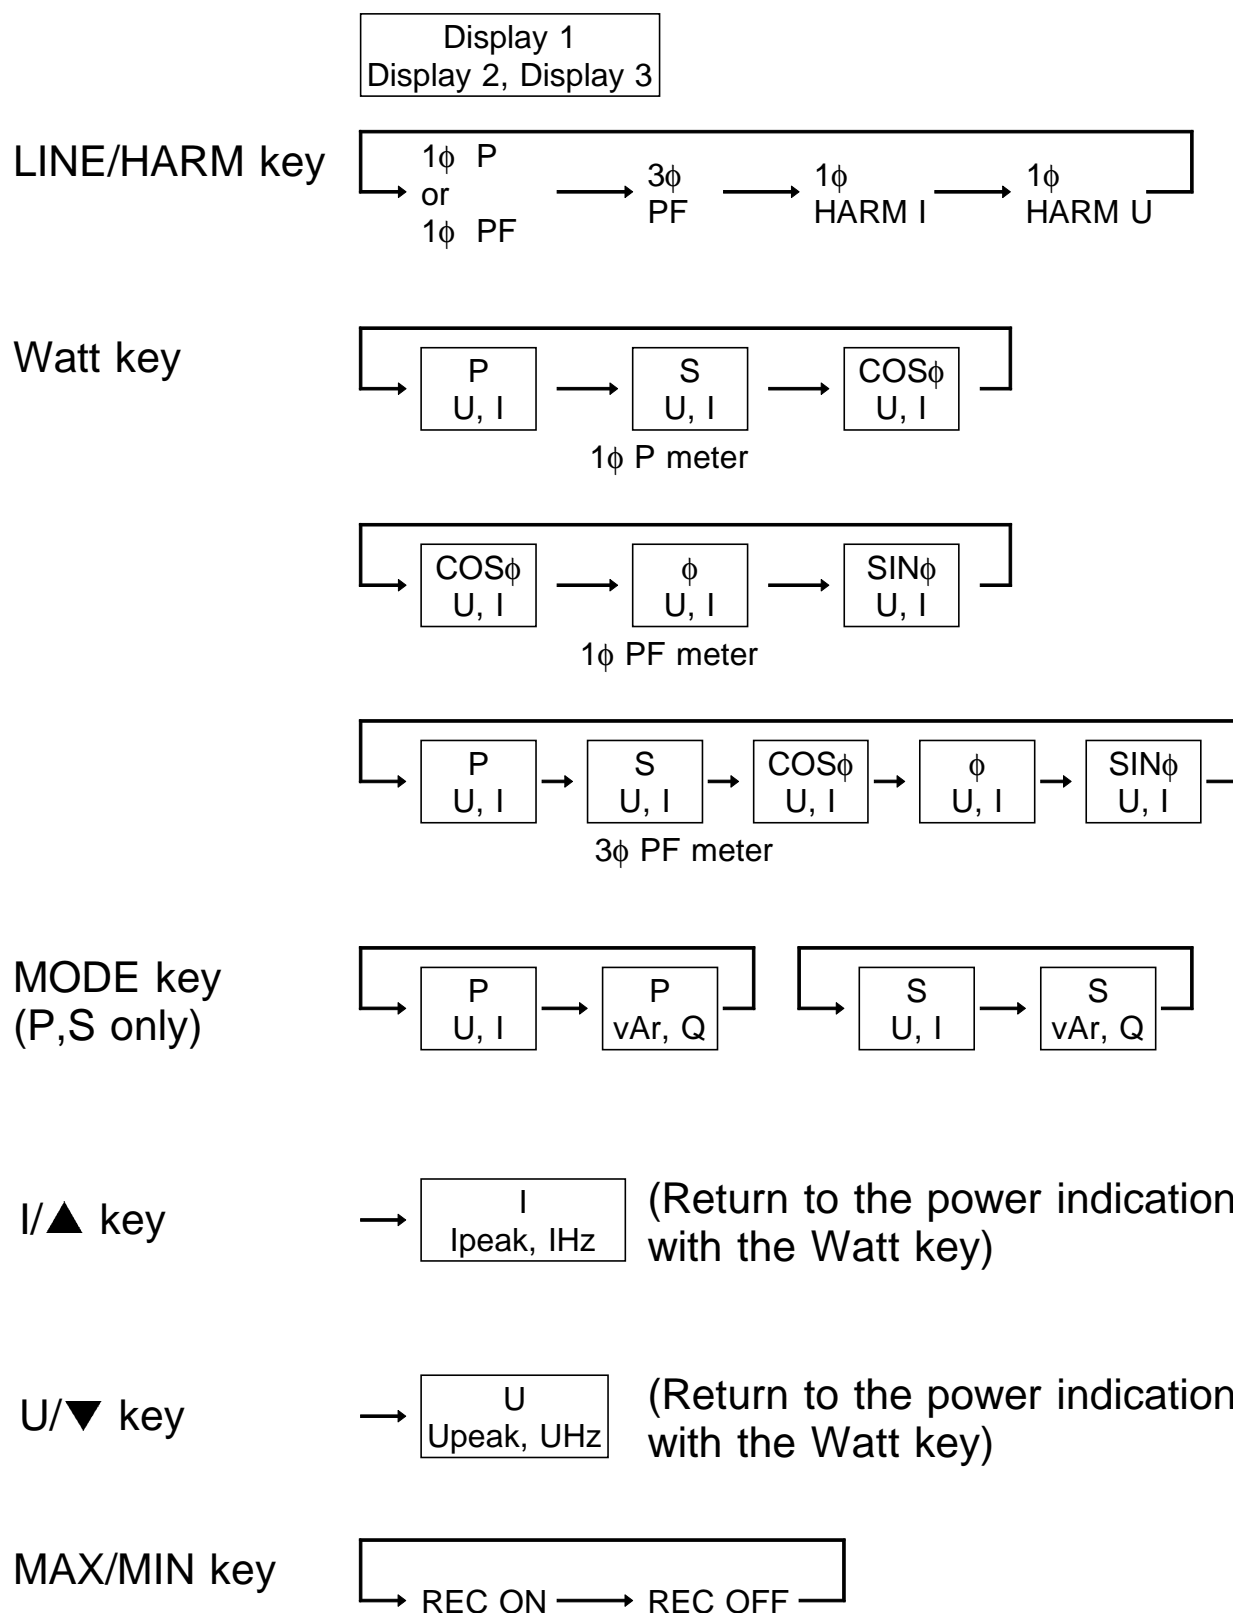 Display 1
Display 2, Display 3
LINE/HARM key
1ϕ P
or
1ϕ PF
3ϕ
PF
1ϕ
HARM I
1ϕ
HARM U
Watt key
P
U, I
S
U, I
COSϕ
U, I
1ϕ P meter
COSϕ
U, I
ϕ
U, I
SINϕ
U, I
1ϕ PF meter
P
U, I
S
U, I
COSϕ
U, I
ϕ
U, I
SINϕ
U, I
3ϕ PF meter
MODE key
(P,S only)
P
U, I
P
vAr, Q
S
U, I
S
vAr, Q
I/▲ key
I
Ipeak, IHz
(Return to the power indication
with the Watt key)
U/▼ key
U
Upeak, UHz
(Return to the power indication
with the Watt key)
MAX/MIN key
REC ON
REC OFF